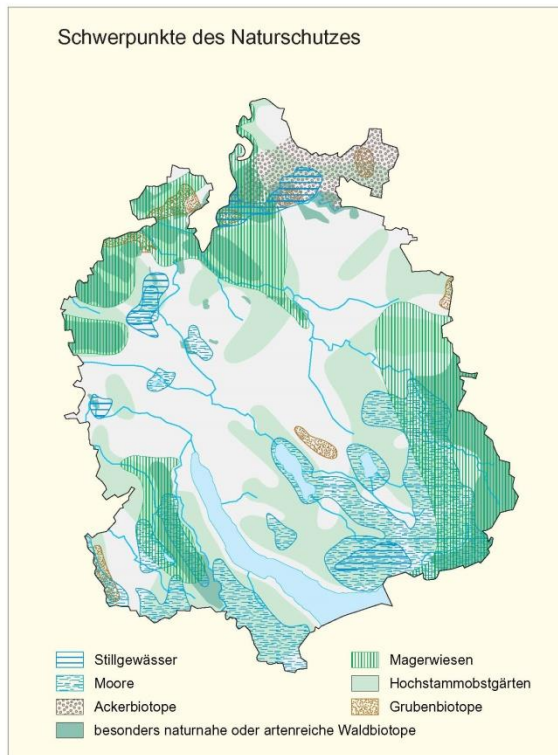 Schwerpunkte des Naturschutzes
Stillgewässer
Moore
Ackerbiotope
besonders naturnahe oder artenreiche Waldbiotope
Magerwiesen
Hochstammobstgärten
Grubenbiotope